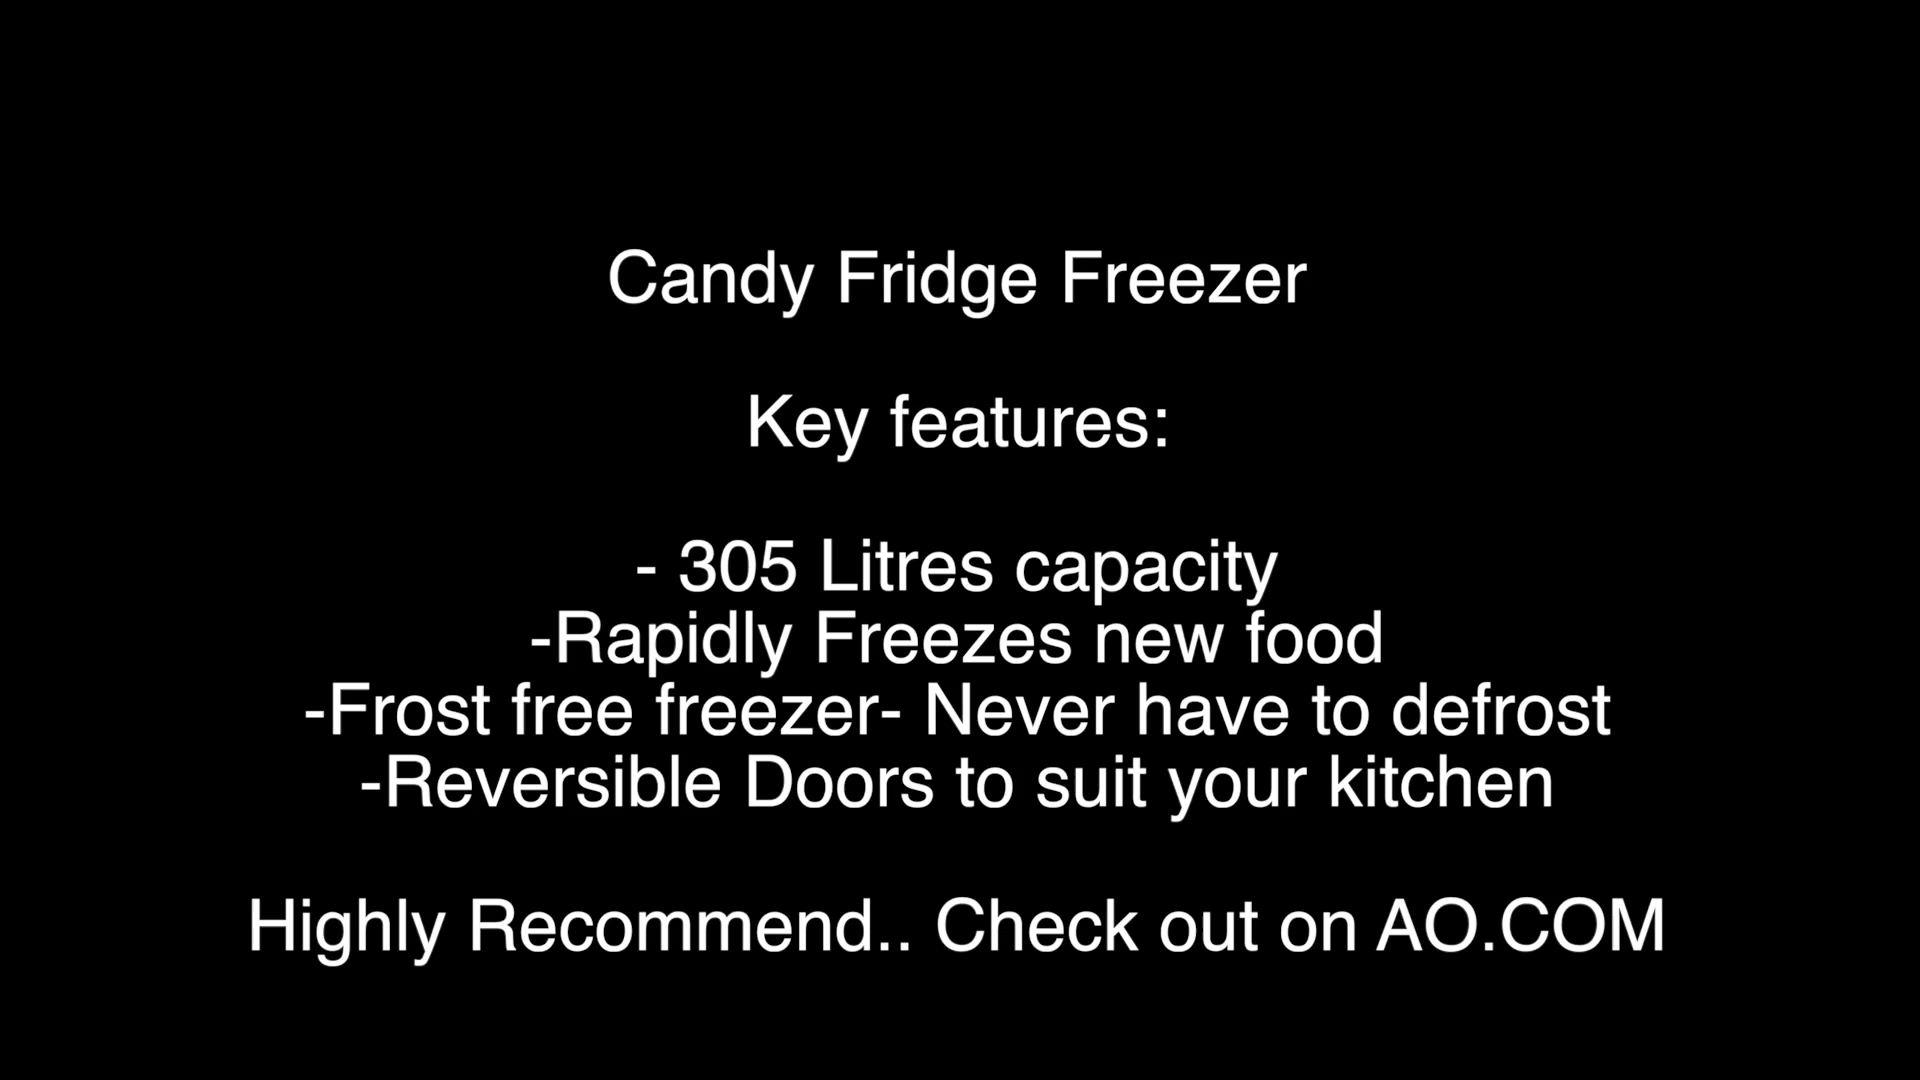 Candy Fridge Freezer
Key features:
- 305 Litres capacity
-Rapidly Freezes new food
-Frost free freezer- Never have to defrost
-Reversible Doors to suit your kitchen
Highly Recommend.. Check out on AO.COM